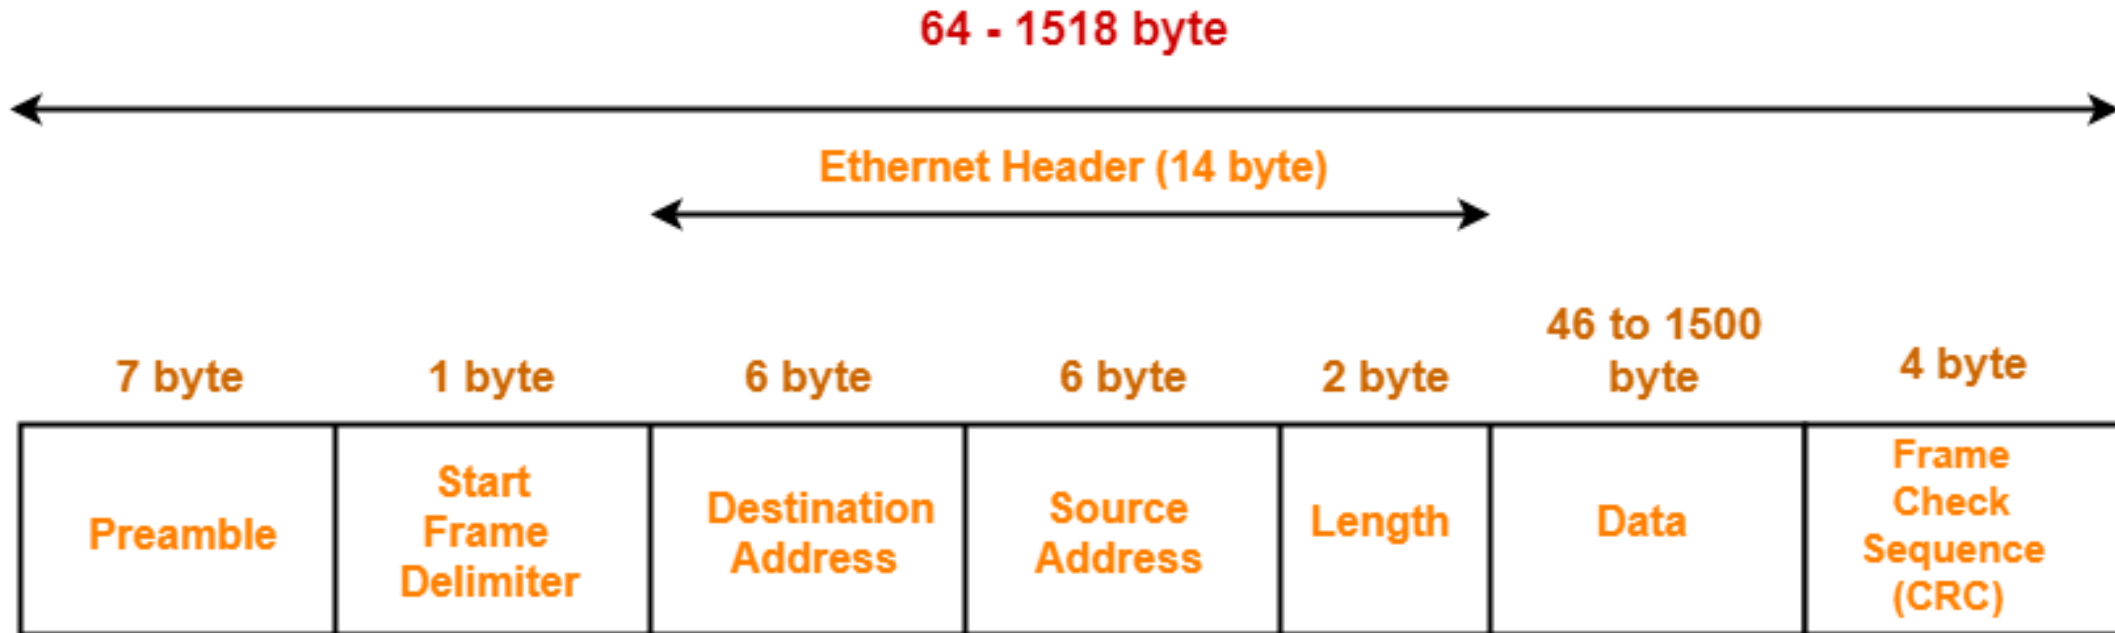 64 - 1518 byte
Ethernet Header (14 byte)
7 byte
1 byte
6 byte
6 byte
2 byte
46 to 1500
byte
4 byte
Preamble
Start
Frame
Delimiter
Destination
Address
Source
Address
Length
Data
Frame
Check
Sequence
(CRC)